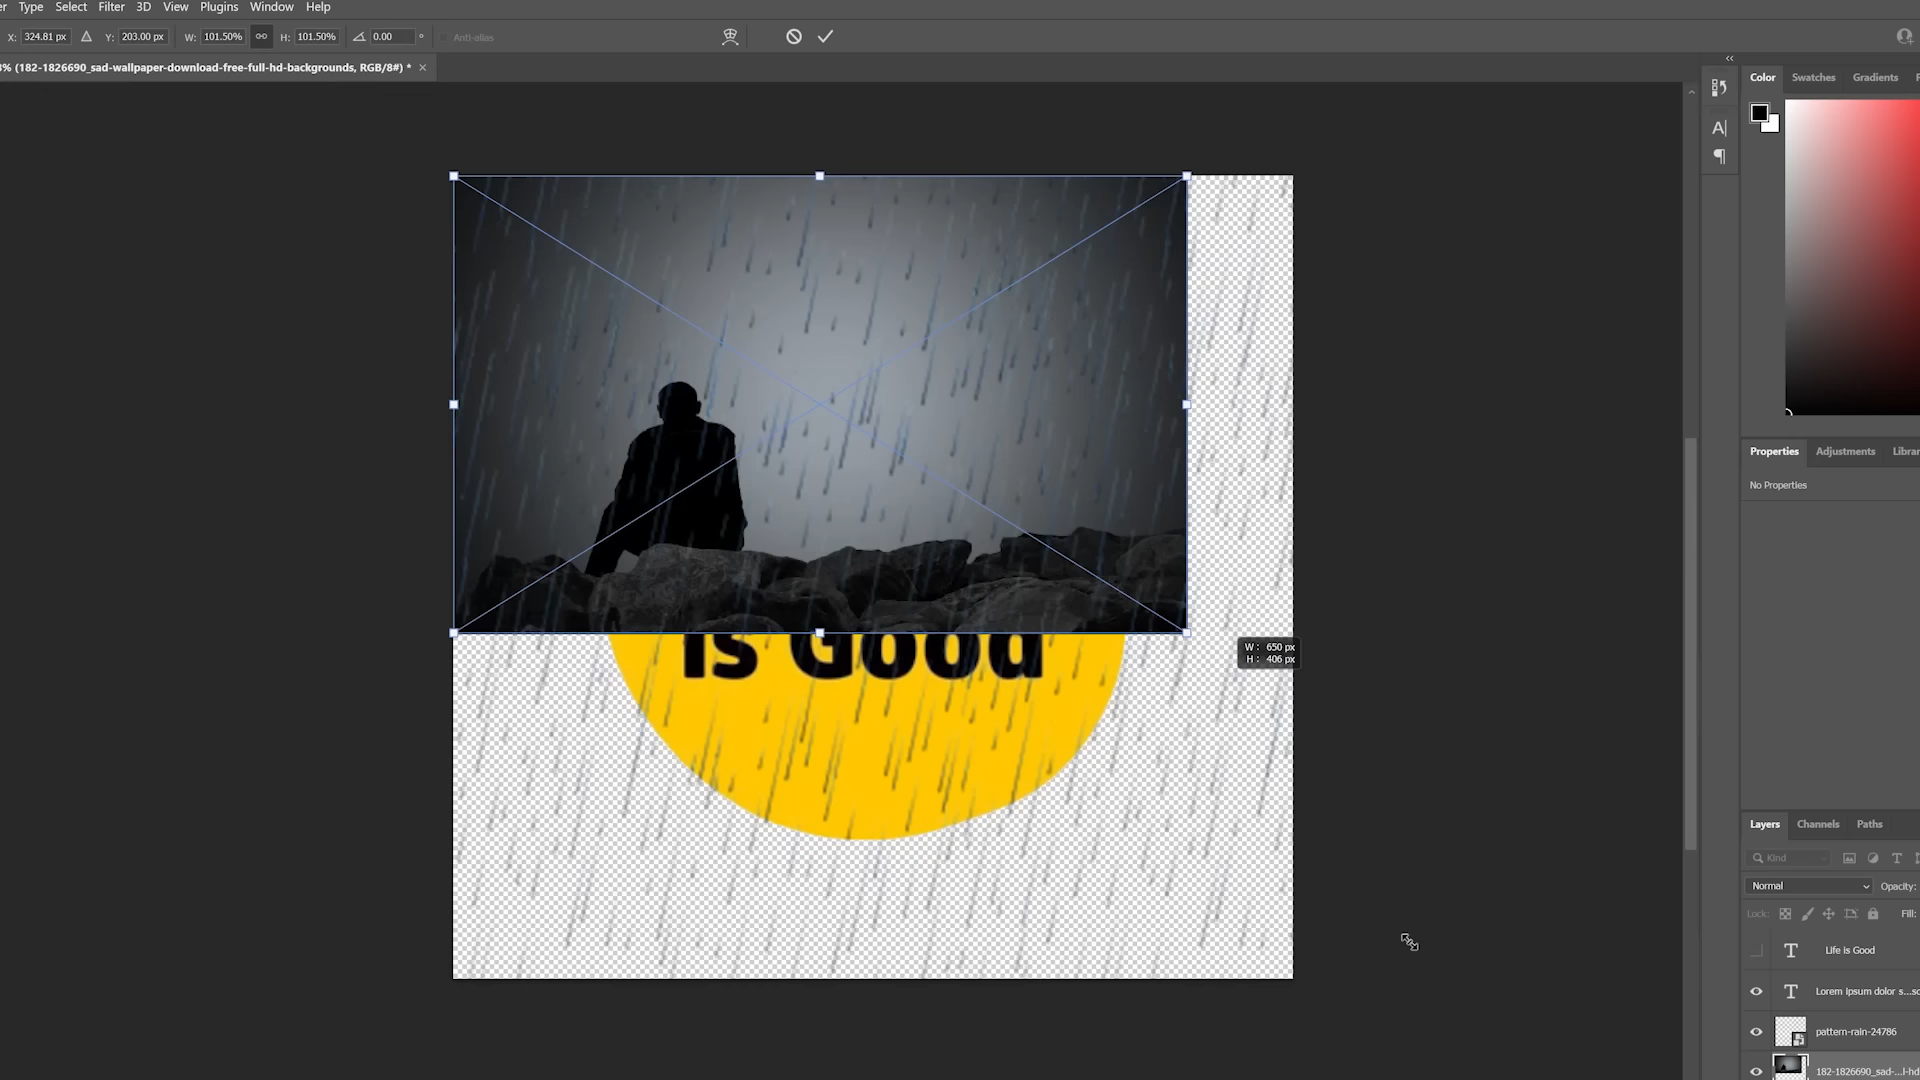 Type Select Filter 3D View Plugins Window Help
X: 324.81 px Y: 203.00 px W: 101.50% H: 101.50% 0.00 ° Anti-alias
% (182-1826690_sad-wallpaper-download-free-full-hd-backgrounds, RGB/8#) * ×
Color Swatches Gradients
A|
Properties Adjustments Librar
No Properties
is Good
W: 650 px
H: 406 px
Layers Channels Paths
Kind
Normal Opacity:
Lock: Fill:
T Life is Good
T Lorem Ipsum dolor s...sc
pattern-rain-24786
182-1826690_sad-...l-hd